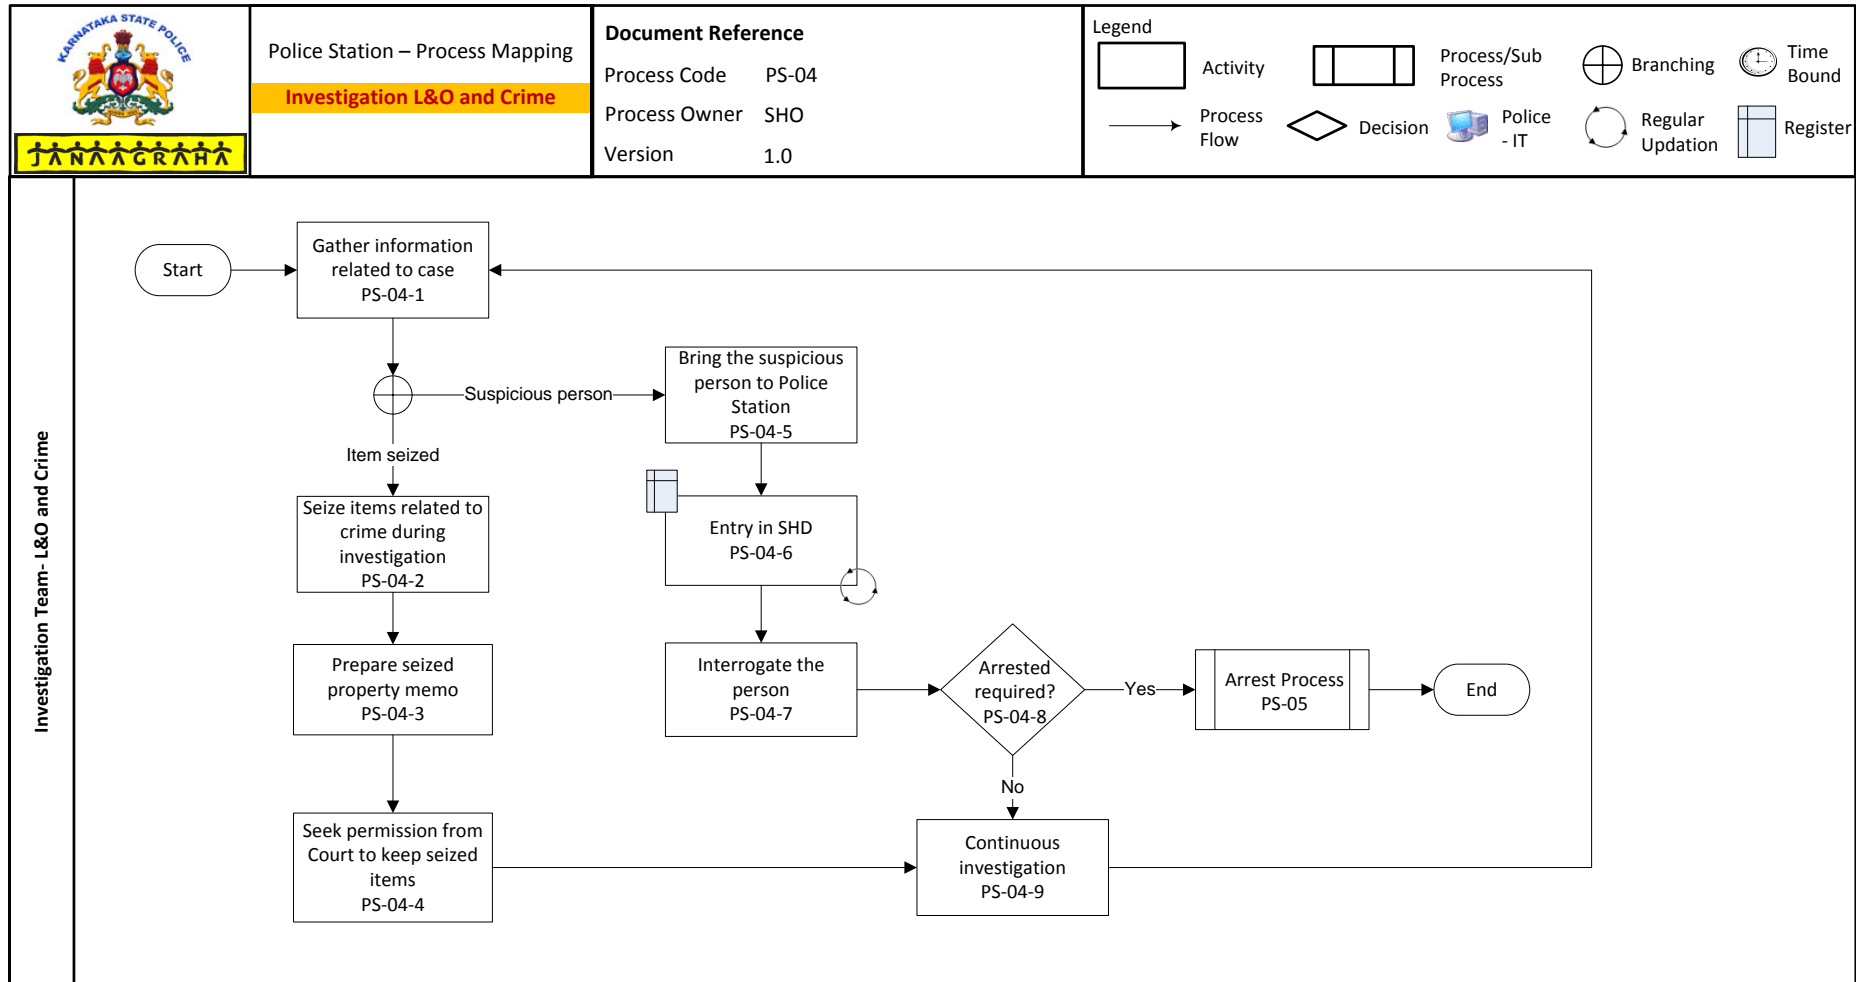 KARNATAKA STATE POLICE
JANAAGRAHA
Police Station – Process Mapping
Investigation L&O and Crime
Document Reference
Process Code PS-04
Process Owner SHO
Version 1.0
Legend
Activity
Process/Sub
Process
Branching
Time
Bound
Process
Flow
Decision
Police
- IT
Regular
Updation
Register
Investigation Team- L&O and Crime
Start
Gather information
related to case
PS-04-1
Suspicious person
Bring the suspicious
person to Police
Station
PS-04-5
Item seized
Seize items related to
crime during
investigation
PS-04-2
Entry in SHD
PS-04-6
Prepare seized
property memo
PS-04-3
Interrogate the
person
PS-04-7
Arrested
required?
PS-04-8
Yes
Arrest Process
PS-05
End
No
Seek permission from
Court to keep seized
items
PS-04-4
Continuous
investigation
PS-04-9